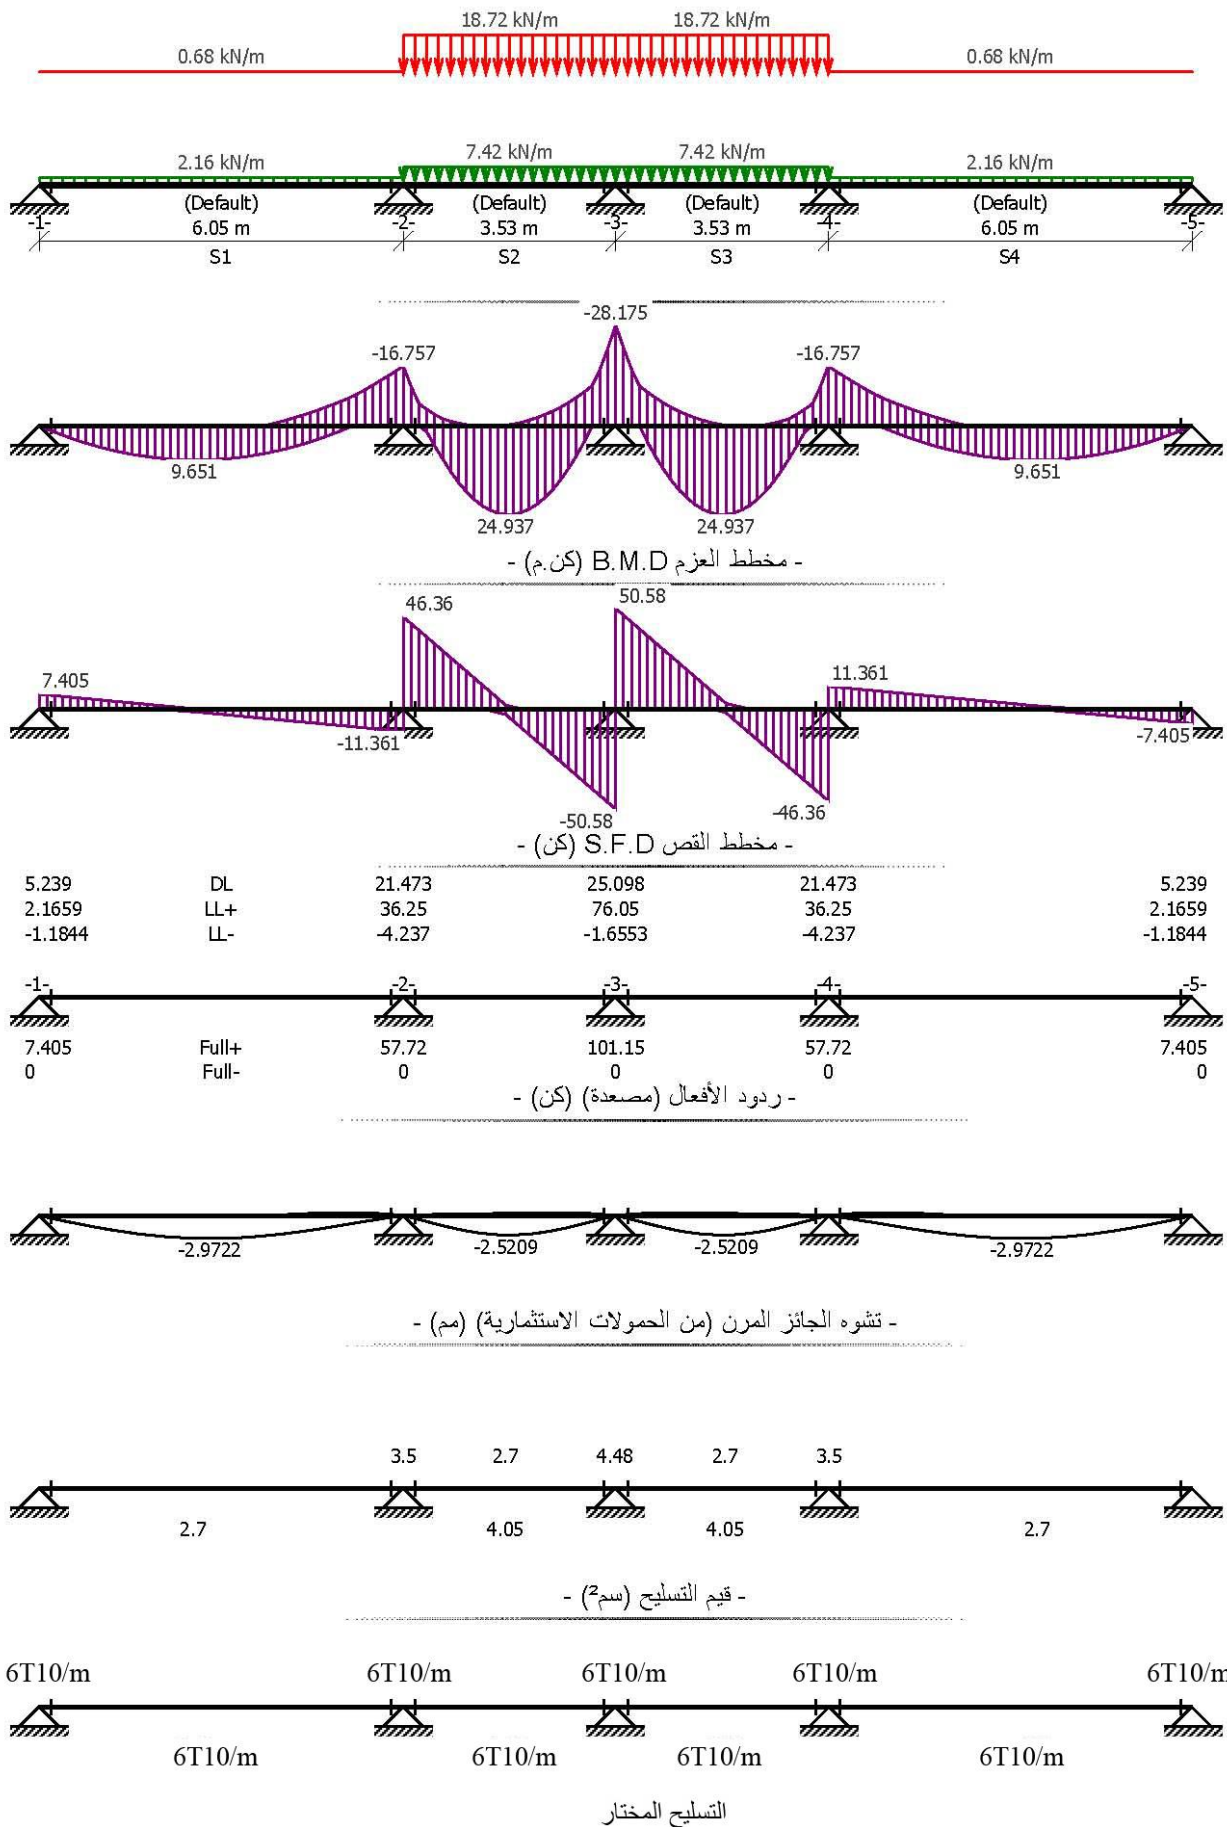 18.72 kN/m 18.72 kN/m
0.68 kN/m 0.68 kN/m
7.42 kN/m 7.42 kN/m
2.16 kN/m 2.16 kN/m
(Default) (Default) (Default) (Default)
-1- -2- -3- -4- -5-
6.05 m 3.53 m 3.53 m 6.05 m
S1 S2 S3 S4
-28.175
-16.757 -16.757
9.651 9.651
24.937 24.937
- مخطط العزم B.M.D (كن.م) -
46.36 50.58
7.405 11.361
-11.361 -7.405
-50.58 -46.36
- مخطط القص S.F.D (كن) -
5.239 DL 21.473 25.098 21.473 5.239
2.1659 LL+ 36.25 76.05 36.25 2.1659
-1.1844 LL- -4.237 -1.6553 -4.237 -1.1844
-1- -2- -3- -4- -5-
7.405 Full+ 57.72 101.15 57.72 7.405
0 Full- 0 0 0 0
- ردود الأفعال (مصعدة) (كن) -
-2.9722 -2.5209 -2.5209 -2.9722
- تشوه الجائز المرن (من الحمولات الاستثمارية) (مم) -
3.5 2.7 4.48 2.7 3.5
2.7 4.05 4.05 2.7
- قيم التسليح (سم²) -
6T10/m 6T10/m 6T10/m 6T10/m 6T10/m
6T10/m 6T10/m 6T10/m 6T10/m
التسليح المختار